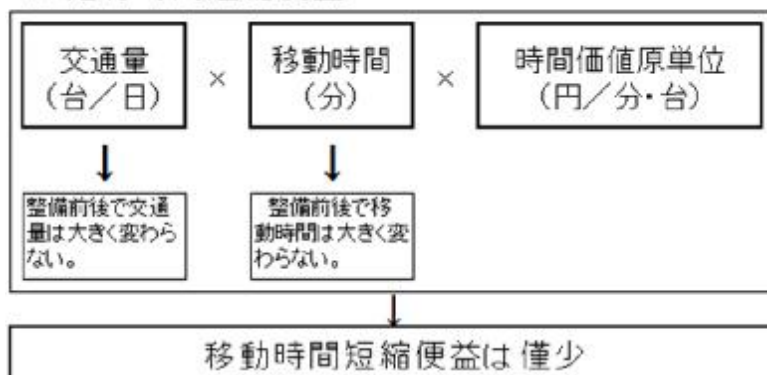 交通量
(台/日)
×
移動時間
(分)
×
時間価値原単位
(円/分・台)
整備前後で交通
量は大きく変わら
ない。
整備前後で移
動時間は大きく変
わらない。
移動時間短縮便益は僅少